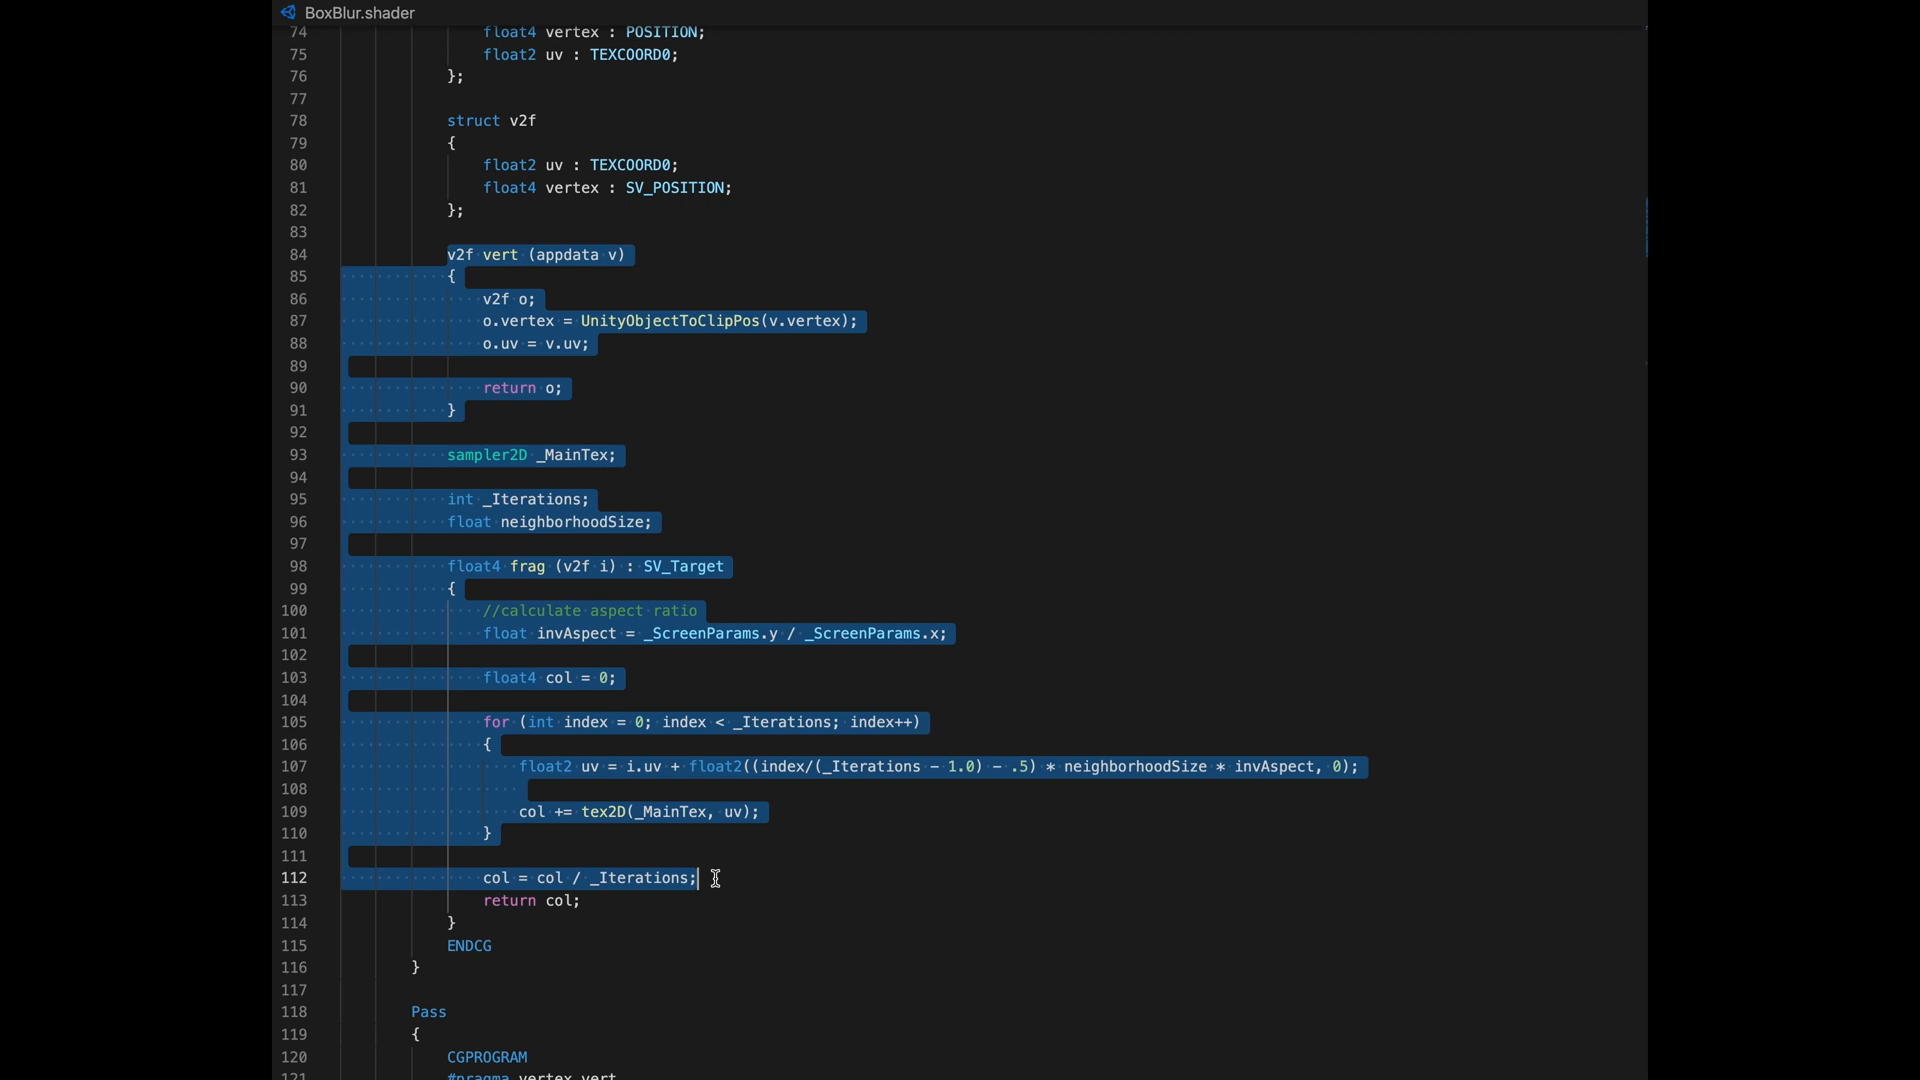 BoxBlur.shader
74 float4 vertex : POSITION;
75 float2 uv : TEXCOORD0;
76 };
77
78 struct v2f
79 {
80 float2 uv : TEXCOORD0;
81 float4 vertex : SV_POSITION;
82 };
83
84 v2f vert (appdata v)
85 {
86 v2f o;
87 o.vertex = UnityObjectToClipPos(v.vertex);
88 o.uv = v.uv;
89
90 return o;
91 }
92
93 sampler2D _MainTex;
94
95 int _Iterations;
96 float neighborhoodSize;
97
98 float4 frag (v2f i) : SV_Target
99 {
100 //calculate aspect ratio
101 float invAspect = _ScreenParams.y / _ScreenParams.x;
102
103 float4 col = 0;
104
105 for (int index = 0; index < _Iterations; index++)
106 {
107 float2 uv = i.uv + float2((index/(_Iterations - 1.0) - .5) * neighborhoodSize * invAspect, 0);
108
109 col += tex2D(_MainTex, uv);
110 }
111
112 col = col / _Iterations;
113 return col;
114 }
115 ENDCG
116 }
117
118 Pass
119 {
120 CGPROGRAM
121 #pragma vertex vert